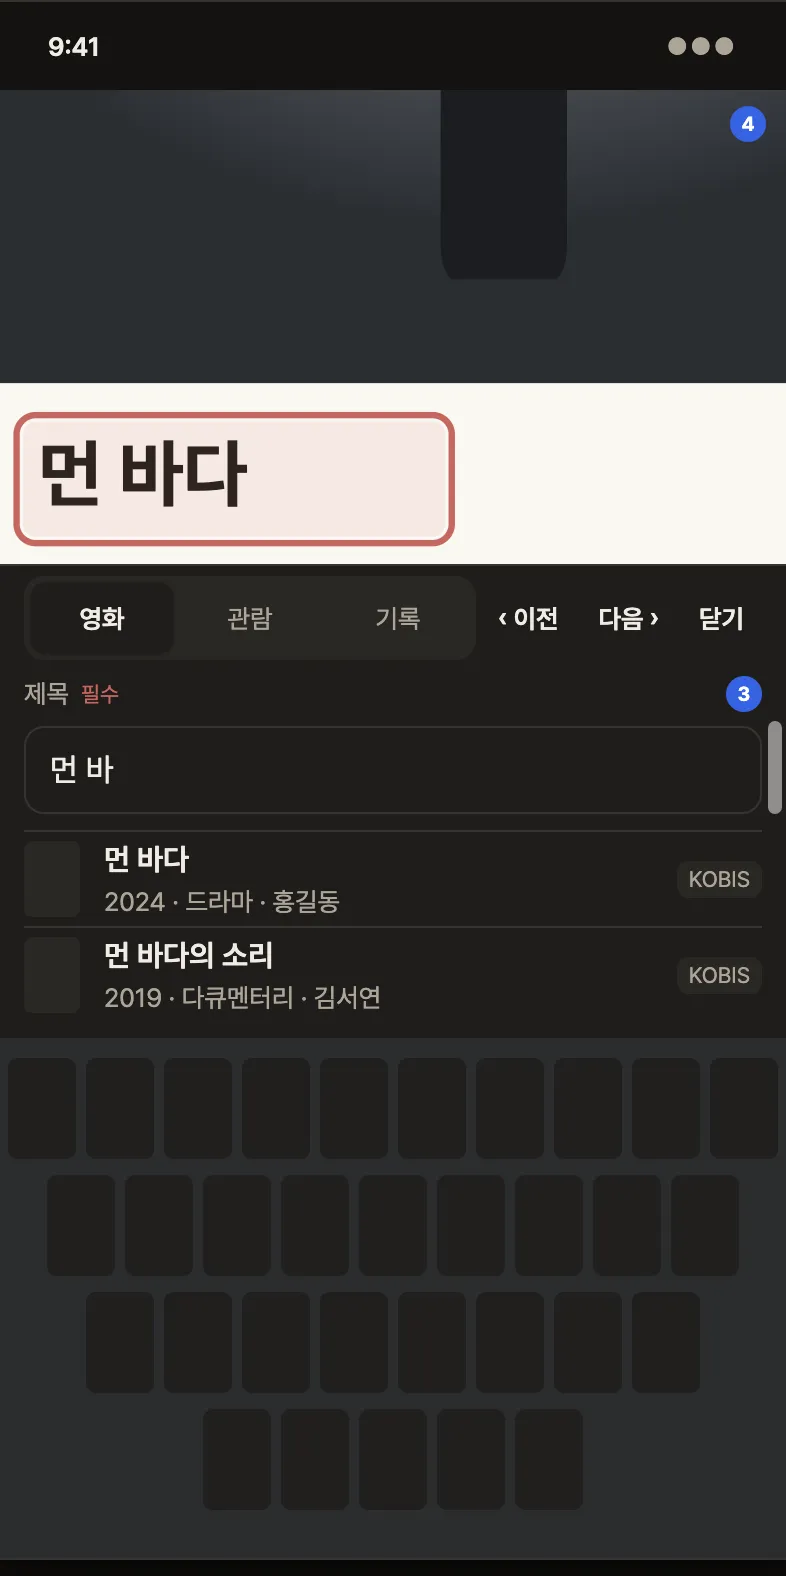 9:41
4
먼 바다
영화 관람 기록 ‹ 이전 다음 › 닫기
제목 필수 3
먼 바
먼 바다
2024 · 드라마 · 홍길동 KOBIS
먼 바다의 소리
2019 · 다큐멘터리 · 김서연 KOBIS